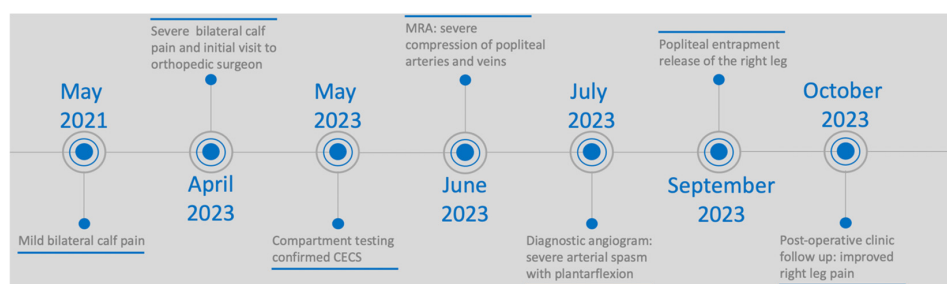 May
2021
Mild bilateral calf pain
Severe bilateral calf
pain and initial visit to
orthopedic surgeon
April
2023
May
2023
Compartment testing
confirmed CECS
MRA: severe
compression of popliteal
arteries and veins
June
2023
July
2023
Diagnostic angiogram:
severe arterial spasm
with plantarflexion
Popliteal entrapment
release of the right leg
September
2023
October
2023
Post-operative clinic
follow up: improved
right leg pain